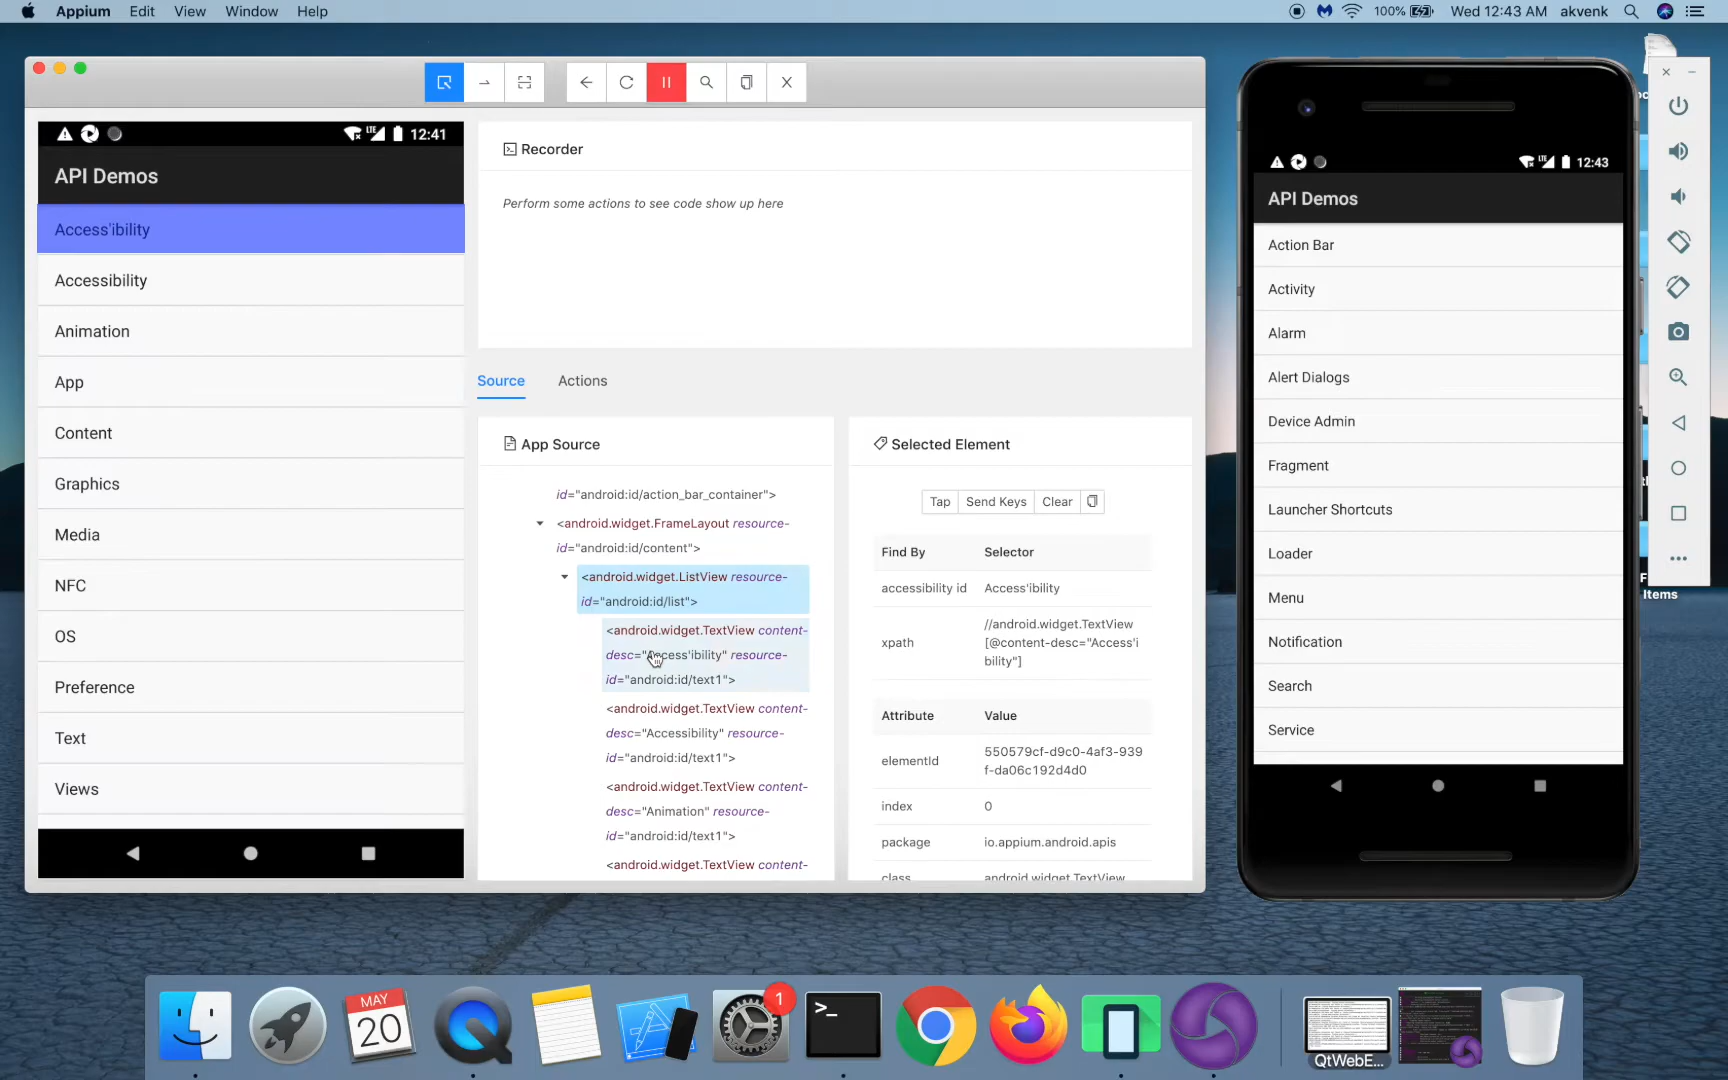 Appium Edit View Window Help
100% Wed 12:43 AM akvenk
LTE 12:41
API Demos
Access'ibility
Accessibility
Animation
App
Content
Graphics
Media
NFC
OS
Preference
Text
Views
Recorder
Perform some actions to see code show up here
Source Actions
App Source
id="android:id/action_bar_container">
<android.widget.FrameLayout resource-
id="android:id/content">
<android.widget.ListView resource-
id="android:id/list">
<android.widget.TextView content-
desc="Access'ibility" resource-
id="android:id/text1">
<android.widget.TextView content-
desc="Accessibility" resource-
id="android:id/text1">
<android.widget.TextView content-
desc="Animation" resource-
id="android:id/text1">
<android.widget.TextView content-
Selected Element
Tap Send Keys Clear
Find By Selector
accessibility id Access'ibility
xpath
//android.widget.TextView
[@content-desc="Access'i
bility"]
Attribute Value
elementId
550579cf-d9c0-4af3-939
f-da06c192d4d0
index 0
package io.appium.android.apis
class android.widget.TextView
LTE 12:43
API Demos
Action Bar
Activity
Alarm
Alert Dialogs
Device Admin
Fragment
Launcher Shortcuts
Loader
Menu
Notification
Search
Service
Items
MAY
20
1
>_
QtWebE...